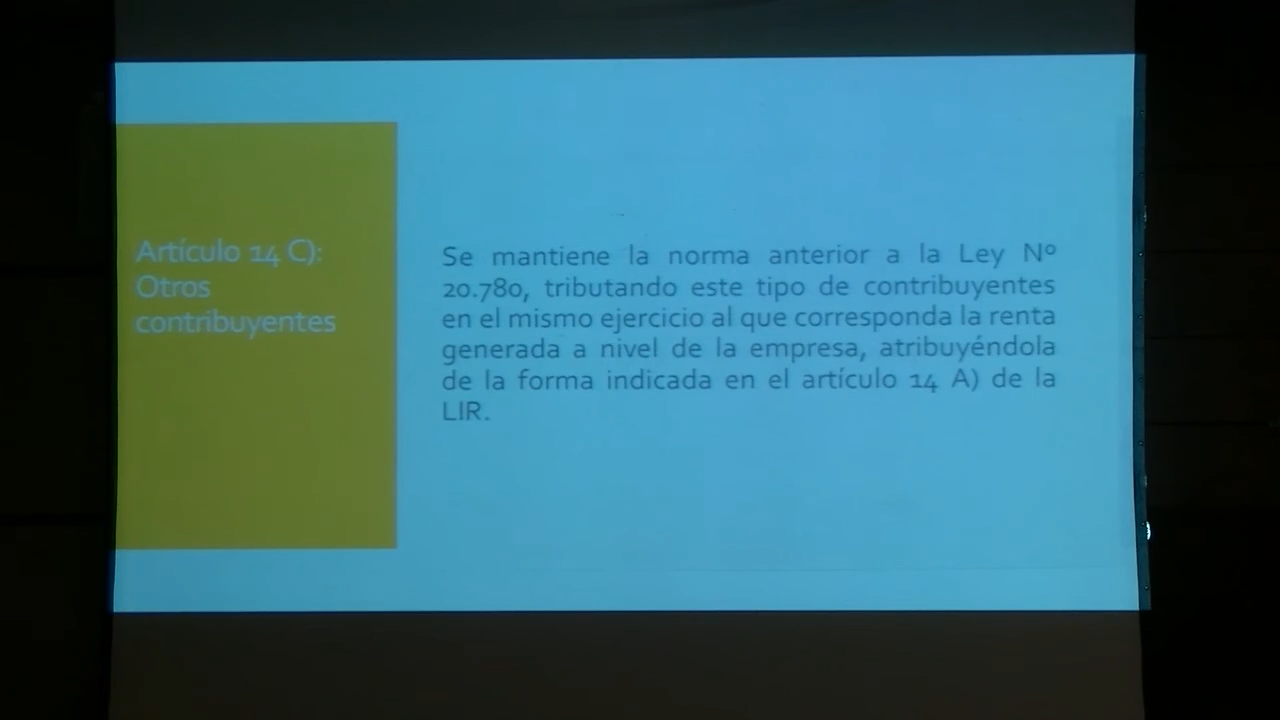 Artículo 14 C):
Otros
contribuyentes
Se mantiene la norma anterior a la Ley Nº
20.780, tributando este tipo de contribuyentes
en el mismo ejercicio al que corresponda la renta
generada a nivel de la empresa, atribuyéndola
de la forma indicada en el artículo 14 A) de la
LIR.